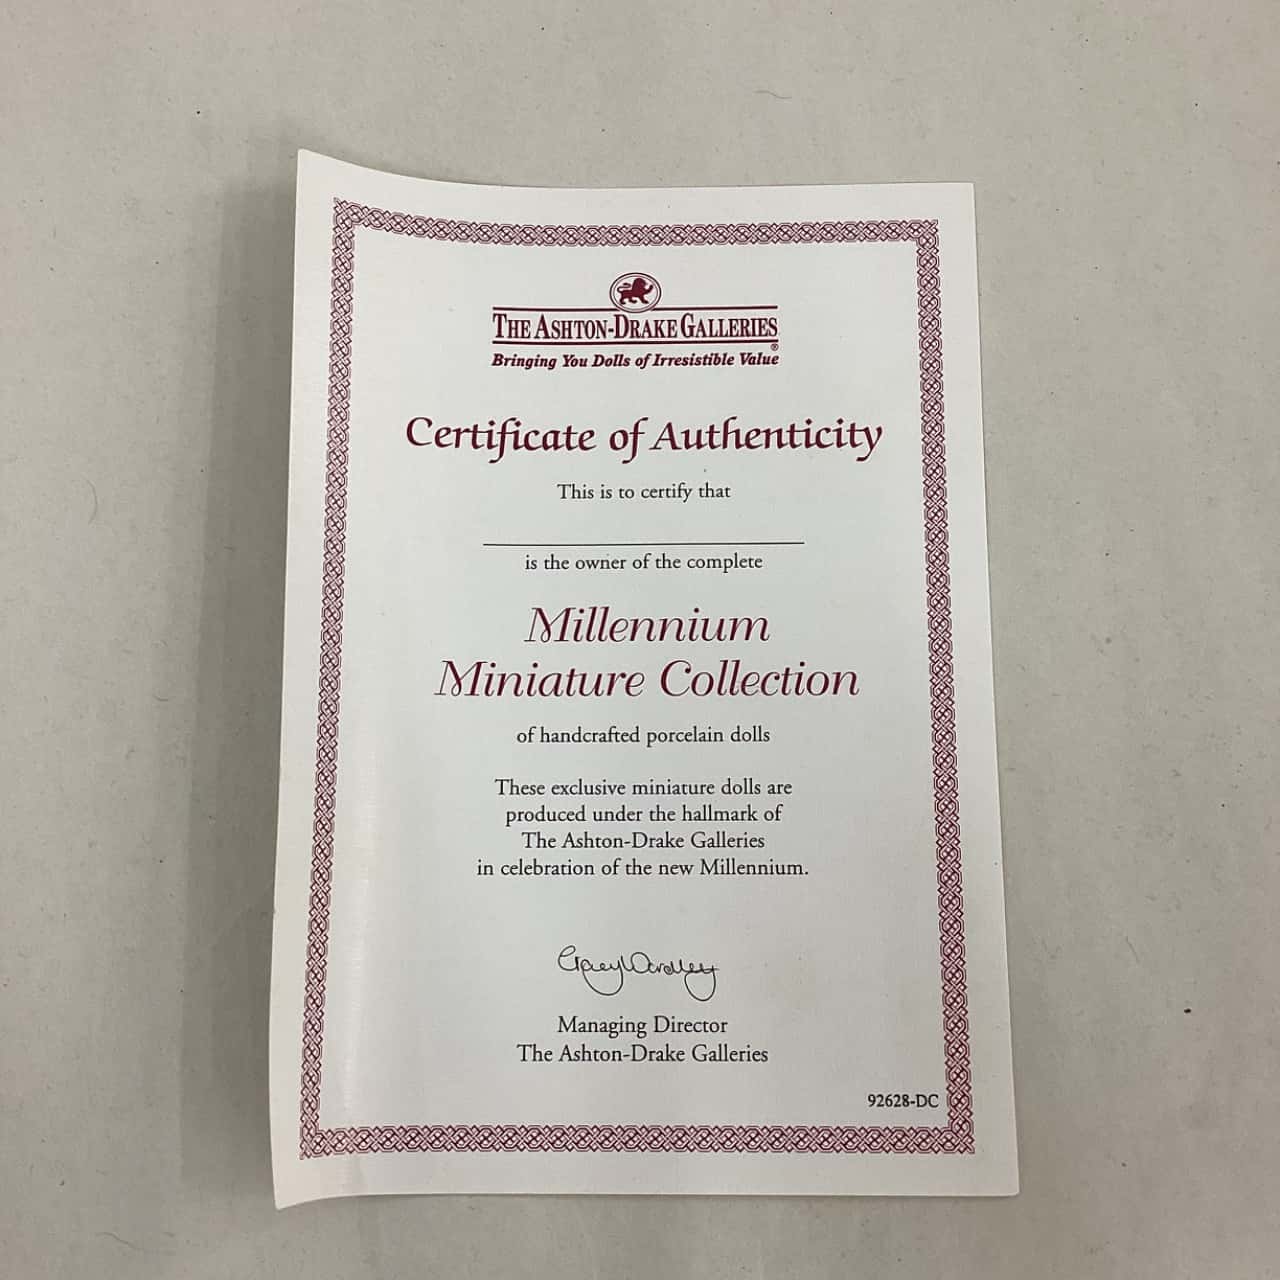 THE ASHTON-DRAKE GALLERIES
®
Bringing You Dolls of Irresistible Value
Certificate of Authenticity
This is to certify that
is the owner of the complete
Millennium
Miniature Collection
of handcrafted porcelain dolls
These exclusive miniature dolls are
produced under the hallmark of
The Ashton-Drake Galleries
in celebration of the new Millennium.
Managing Director
The Ashton-Drake Galleries
92628-DC